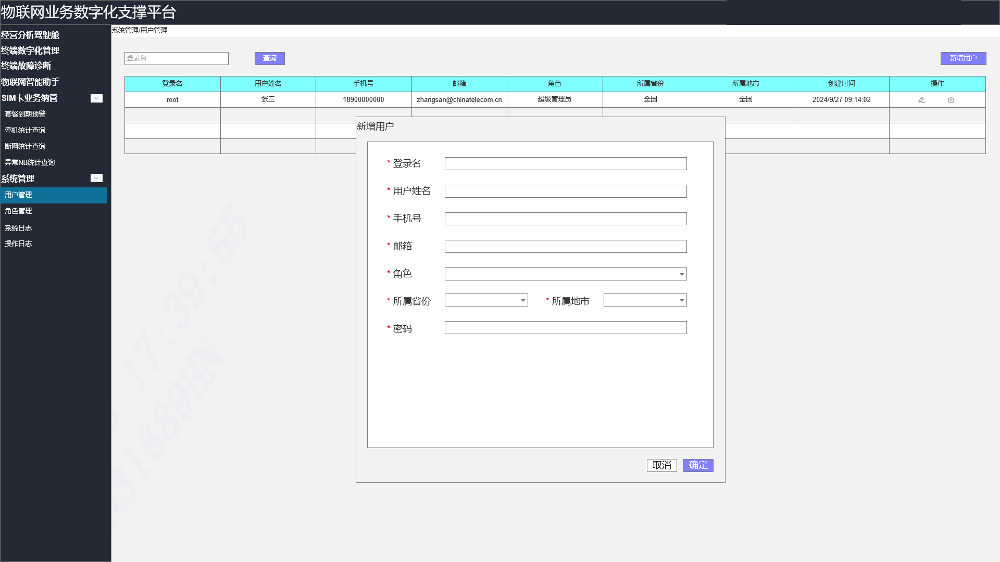 物联网业务数字化支撑平台
经营分析驾驶舱
终端数字化管理
终端故障诊断
物联网智能助手
SIM卡业务纳管
套餐到期预警
停机统计查询
断网统计查询
异常NB统计查询
系统管理
用户管理
角色管理
系统日志
操作日志
系统管理/用户管理
登录名 查询 新增用户
登录名 用户姓名 手机号 邮箱 角色 所属省份 所属地市 创建时间 操作
root 张三 18900000000 zhangsan@chinatelecom.cn 超级管理员 全国 全国 2024/9/27 09:14:02
新增用户
* 登录名
* 用户姓名
* 手机号
* 邮箱
* 角色
* 所属省份 * 所属地市
* 密码
取消 确定
17:39:55
31689HN